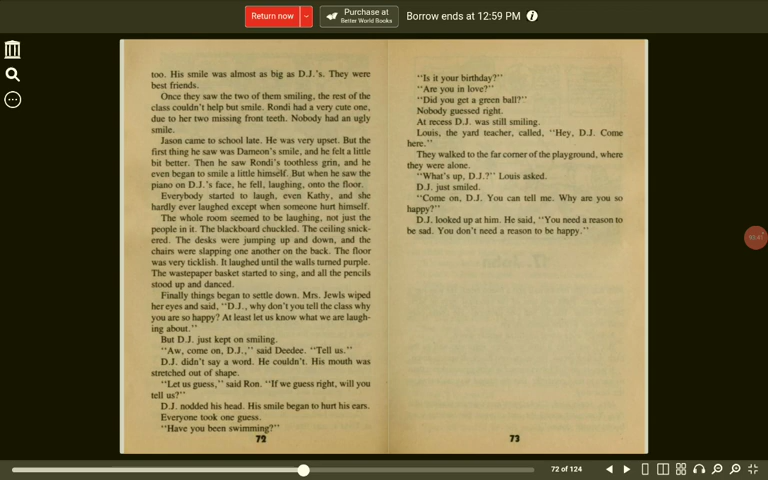 Return now
Purchase at
Better World Books
Borrow ends at 12:59 PM
too. His smile was almost as big as D.J.'s. They were
best friends.
Once they saw the two of them smiling, the rest of the
class couldn't help but smile. Rondi had a very cute one,
due to her two missing front teeth. Nobody had an ugly
smile.
Jason came to school late. He was very upset. But the
first thing he saw was Dameon's smile, and he felt a little
bit better. Then he saw Rondi's toothless grin, and he
even began to smile a little himself. But when he saw the
piano on D.J.'s face, he fell, laughing, onto the floor.
Everybody started to laugh, even Kathy, and she
hardly ever laughed except when someone hurt himself.
The whole room seemed to be laughing, not just the
people in it. The blackboard chuckled. The ceiling snick-
ered. The desks were jumping up and down, and the
chairs were slapping one another on the back. The floor
was very ticklish. It laughed until the walls turned purple.
The wastepaper basket started to sing, and all the pencils
stood up and danced.
Finally things began to settle down. Mrs. Jewls wiped
her eyes and said, "D.J., why don't you tell the class why
you are so happy? At least let us know what we are laugh-
ing about."
But D.J. just kept on smiling.
"Aw, come on, D.J.," said Deedee. "Tell us."
D.J. didn't say a word. He couldn't. His mouth was
stretched out of shape.
"Let us guess," said Ron. "If we guess right, will you
tell us?"
D.J. nodded his head. His smile began to hurt his ears.
Everyone took one guess.
"Have you been swimming?"
72
"Is it your birthday?"
"Are you in love?"
"Did you get a green ball?"
Nobody guessed right.
At recess D.J. was still smiling.
Louis, the yard teacher, called, "Hey, D.J. Come
here."
They walked to the far corner of the playground, where
they were alone.
"What's up, D.J.?" Louis asked.
D.J. just smiled.
"Come on, D.J. You can tell me. Why are you so
happy?"
D.J. looked up at him. He said, "You need a reason to
be sad. You don't need a reason to be happy."
73
72 of 124